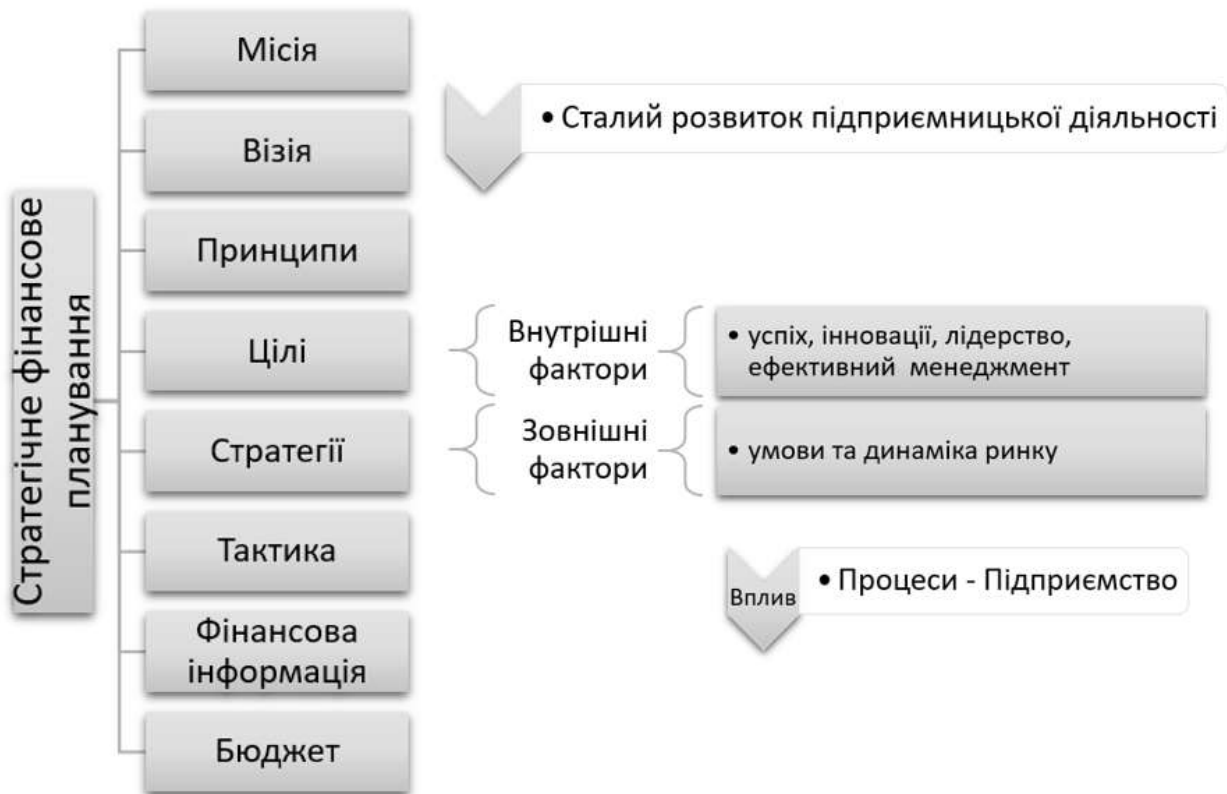 Стратегічне фінансове
планування
Місія
Візія
Принципи
Цілі
Стратегії
Тактика
Фінансова
інформація
Бюджет
• Сталий розвиток підприємницької діяльності
Внутрішні
фактори
• успіх, інновації, лідерство,
ефективний менеджмент
Зовнішні
фактори
• умови та динаміка ринку
Вплив
• Процеси - Підприємство